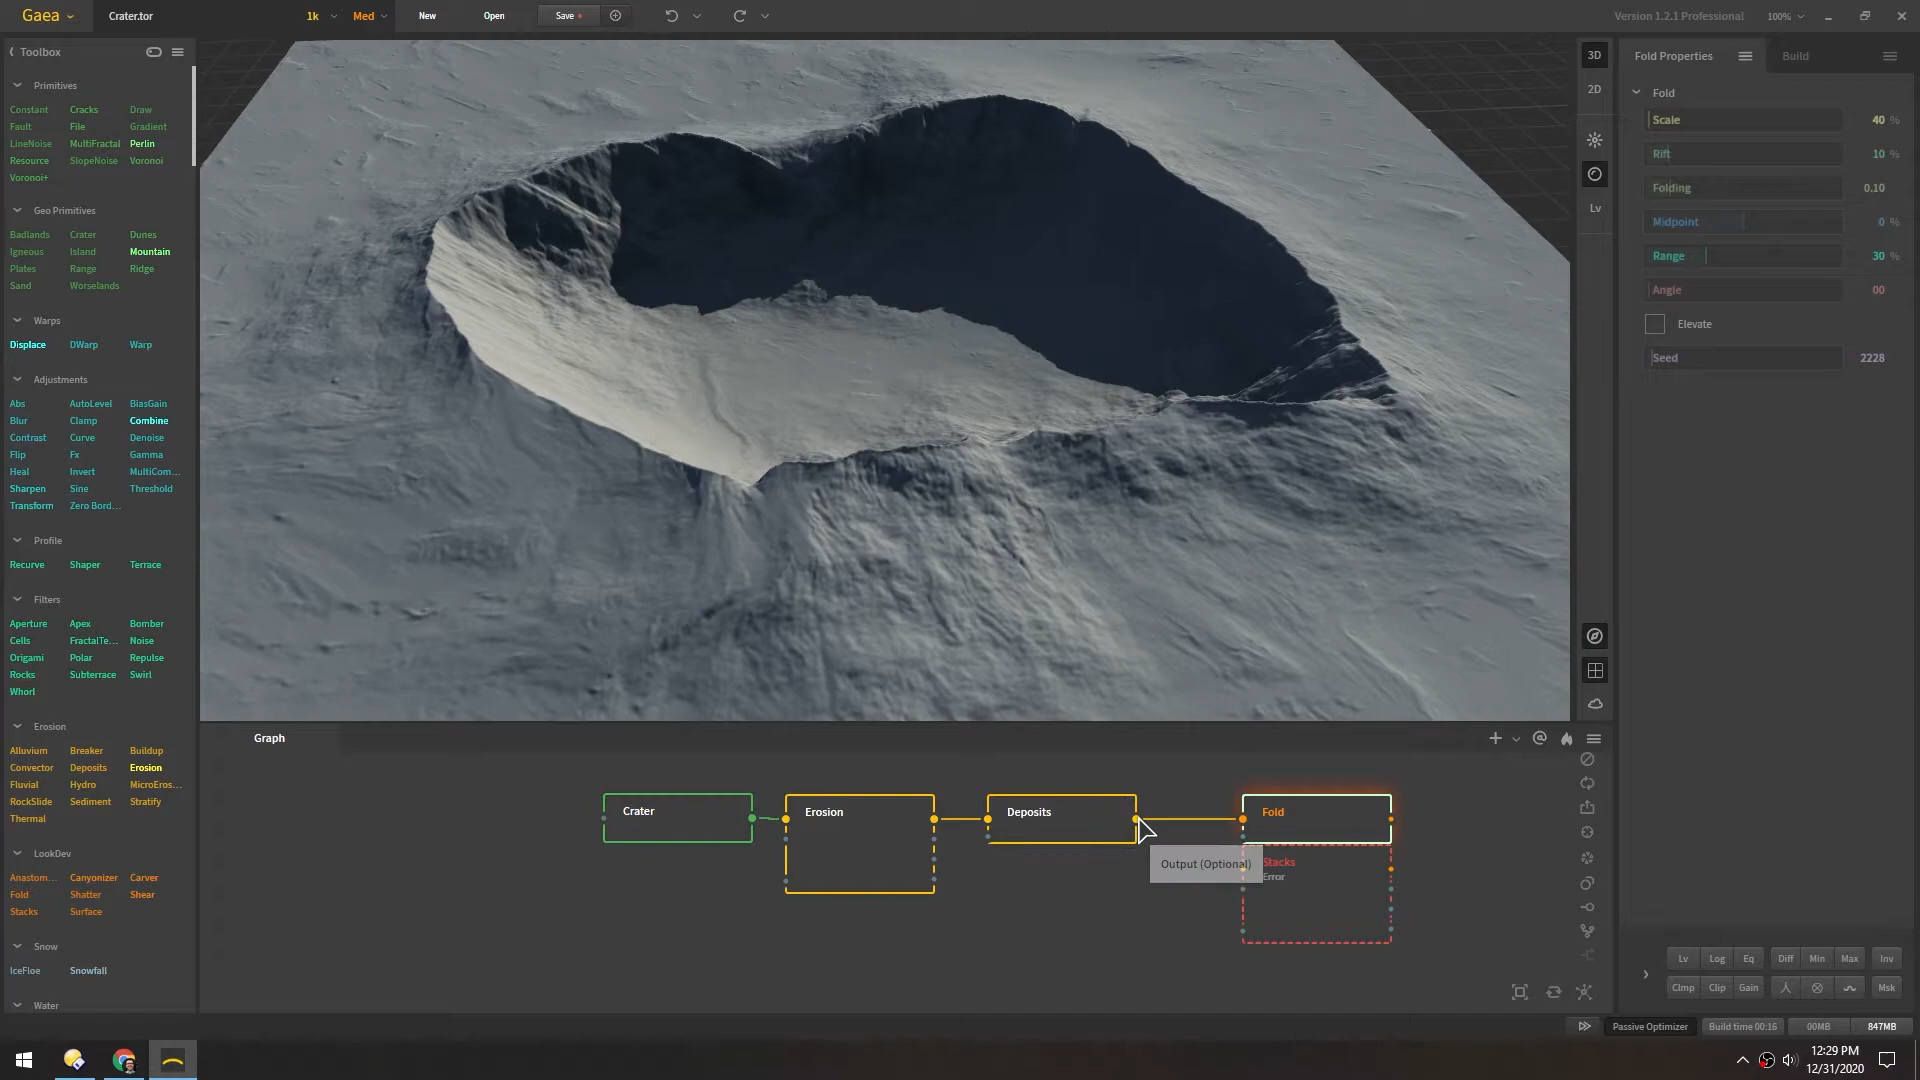 Gaea
Crater.tor
1k
Med
New
Open
Save
Version 1.2.1 Professional
100%
Toolbox
Primitives
Constant Cracks Draw
Fault File Gradient
LineNoise MultiFractal Perlin
Resource SlopeNoise Voronoi
Voronoi+
Geo Primitives
Badlands Crater Dunes
Igneous Island Mountain
Plates Range Ridge
Sand Worselands
Warps
Displace DWarp Warp
Adjustments
Abs AutoLevel BiasGain
Blur Clamp Combine
Contrast Curve Denoise
Flip Fx Gamma
Heal Invert MultiCom...
Sharpen Sine Threshold
Transform Zero Bord...
Profile
Recurve Shaper Terrace
Filters
Aperture Apex Bomber
Cells FractalTe... Noise
Origami Polar Repulse
Rocks Subterrace Swirl
Whorl
Erosion
Alluvium Breaker Buildup
Convector Deposits Erosion
Fluvial Hydro MicroEros...
RockSlide Sediment Stratify
Thermal
LookDev
Anastom... Canyonizer Carver
Fold Shatter Shear
Stacks Surface
Snow
IceFloe Snowfall
Water
3D
2D
Lv
Fold Properties
Build
Fold
Scale 40 %
Rift 10 %
Folding 0.10
Midpoint 0 %
Range 30 %
Angle 00
Elevate
Seed 2228
Graph
Crater
Erosion
Deposits
Fold
Output (Optional)
Stacks
Error
Lv Log Eq Diff Min Max Inv
Clmp Clip Gain Msk
Passive Optimizer
Build time 00:16
00MB
847MB
12:29 PM
12/31/2020